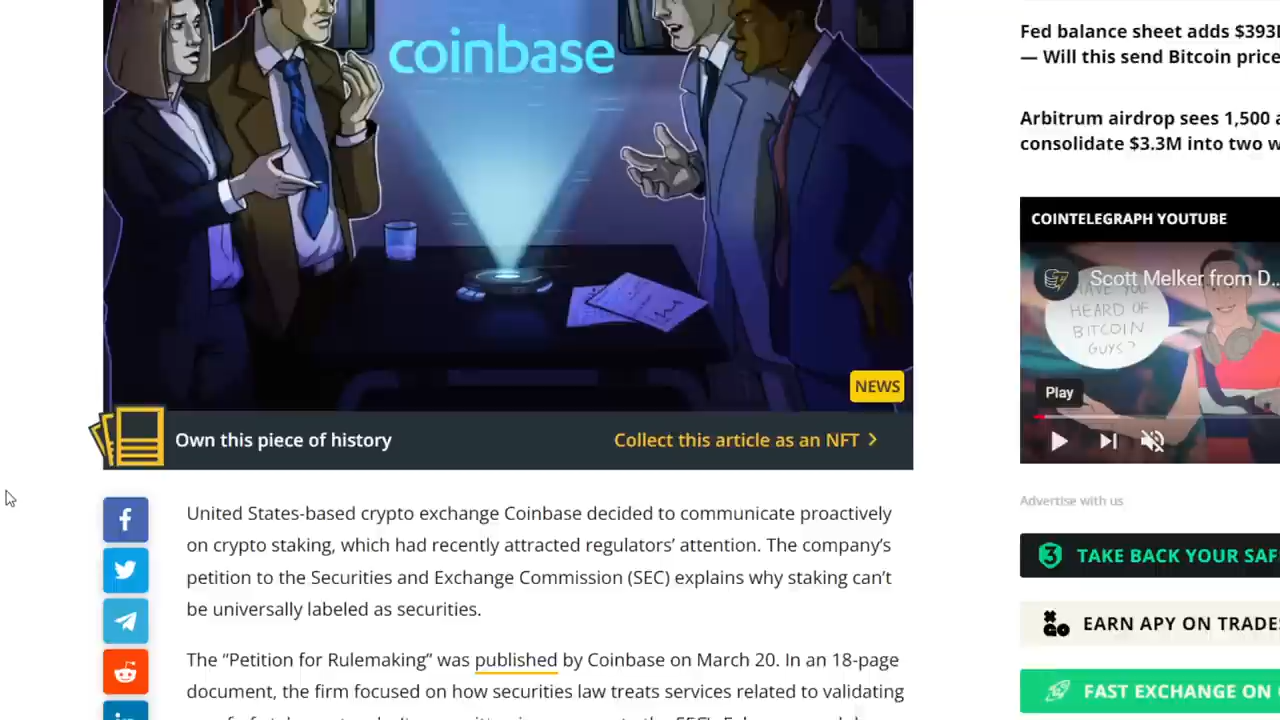 coinbase
NEWS
Own this piece of history
Collect this article as an NFT
United States-based crypto exchange Coinbase decided to communicate proactively
on crypto staking, which had recently attracted regulators’ attention. The company’s
petition to the Securities and Exchange Commission (SEC) explains why staking can’t
be universally labeled as securities.
The “Petition for Rulemaking” was published by Coinbase on March 20. In an 18-page
document, the firm focused on how securities law treats services related to validating
Fed balance sheet adds
— Will this send Bitcoin price
Arbitrum airdrop sees 1,500
consolidate $3.3M into two
COINTELEGRAPH YOUTUBE
Scott Melker from D...
HAVE YOU
HEARD OF
BITCOIN
GUYS?
Play
Advertise with us
TAKE BACK YOUR
EARN APY ON
FAST EXCHANGE ON